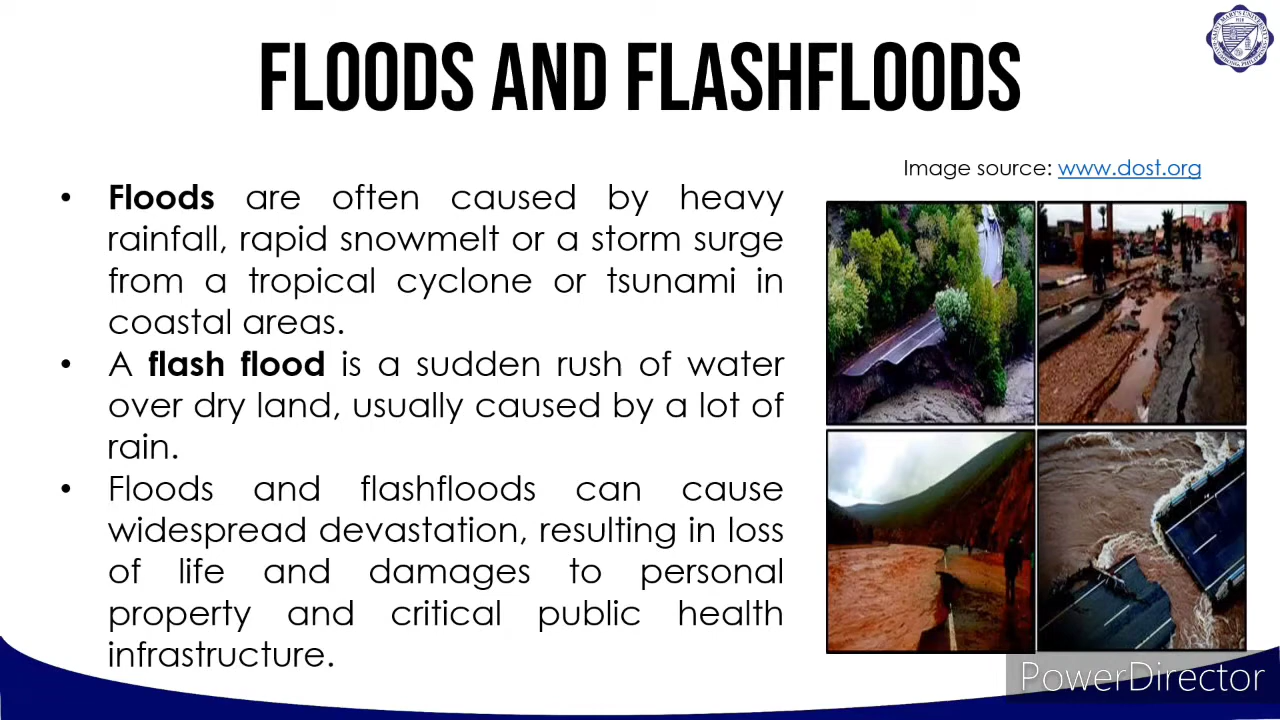 FLOODS AND FLASHFLOODS
Image source: www.dost.org
• Floods are often caused by heavy
rainfall, rapid snowmelt or a storm surge
from a tropical cyclone or tsunami in
coastal areas.
• A flash flood is a sudden rush of water
over dry land, usually caused by a lot of
rain.
• Floods and flashfloods can cause
widespread devastation, resulting in loss
of life and damages to personal
property and critical public health
infrastructure.
PowerDirector